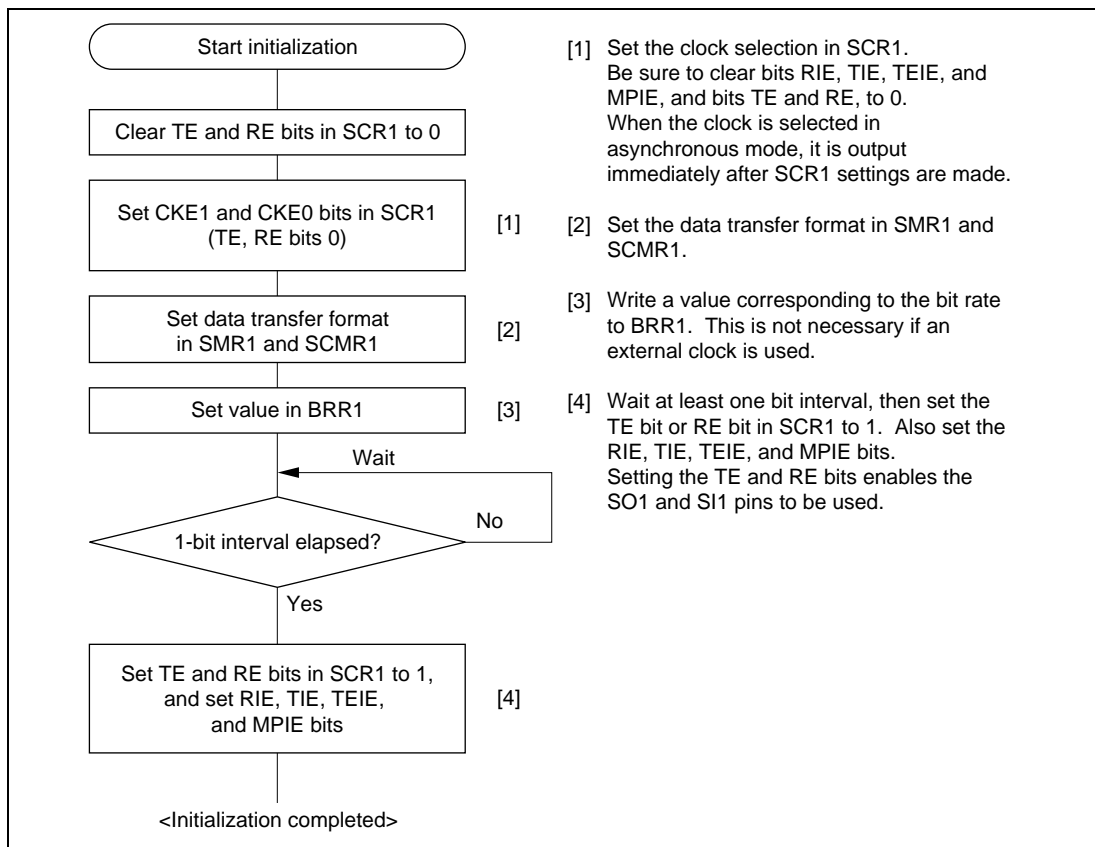 Start initialization
Clear TE and RE bits in SCR1 to 0
Set CKE1 and CKE0 bits in SCR1
(TE, RE bits 0)
[1]
Set data transfer format
in SMR1 and SCMR1
[2]
Set value in BRR1
[3]
Wait
No
1-bit interval elapsed?
Yes
Set TE and RE bits in SCR1 to 1,
and set RIE, TIE, TEIE,
and MPIE bits
[4]
<Initialization completed>
[1] Set the clock selection in SCR1.
Be sure to clear bits RIE, TIE, TEIE, and
MPIE, and bits TE and RE, to 0.
When the clock is selected in
asynchronous mode, it is output
immediately after SCR1 settings are made.
[2] Set the data transfer format in SMR1 and
SCMR1.
[3] Write a value corresponding to the bit rate
to BRR1. This is not necessary if an
external clock is used.
[4] Wait at least one bit interval, then set the
TE bit or RE bit in SCR1 to 1. Also set the
RIE, TIE, TEIE, and MPIE bits.
Setting the TE and RE bits enables the
SO1 and SI1 pins to be used.